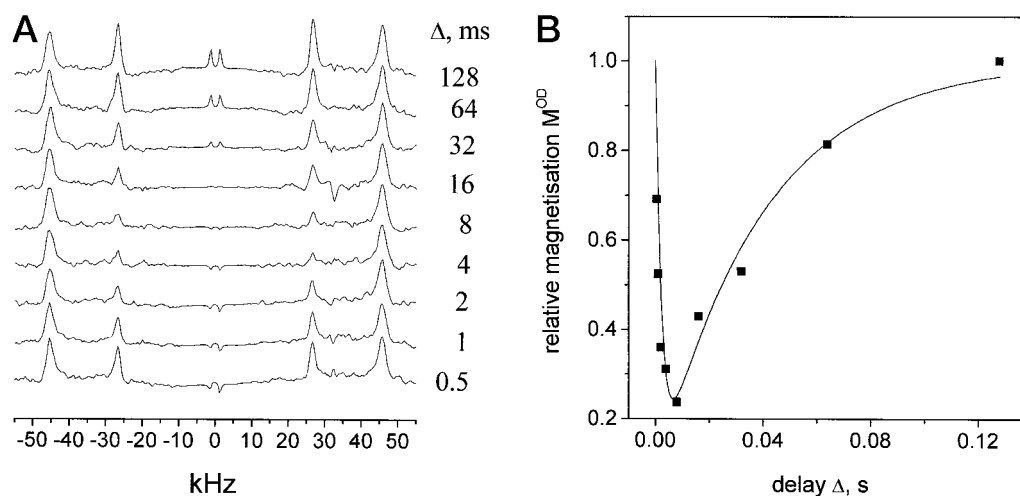 A
Δ, ms
128
64
32
16
8
4
2
1
0.5
-50 -40 -30 -20 -10 0 10 20 30 40 50
kHz
B
relative magnetisation M^OD
1.0
0.8
0.6
0.4
0.2
0.00 0.04 0.08 0.12
delay Δ, s